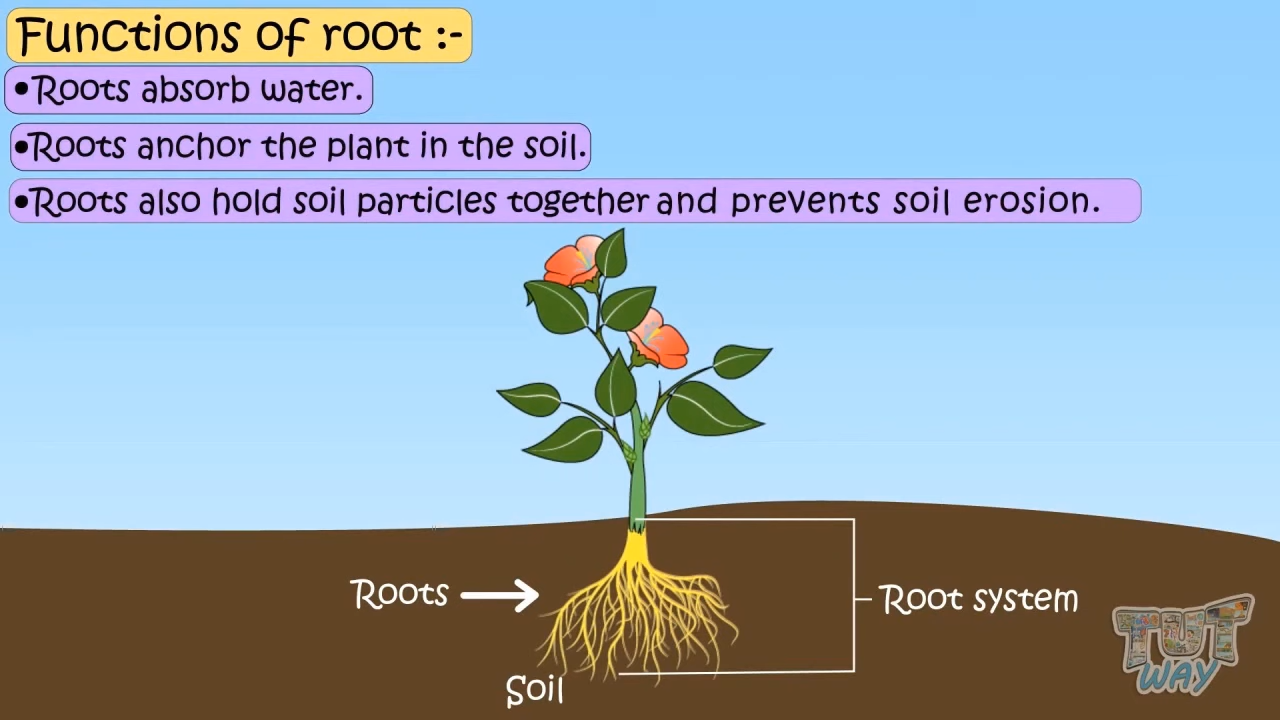 Functions of root :-
•Roots absorb water.
•Roots anchor the plant in the soil.
•Roots also hold soil particles together and prevents soil erosion.
Roots
Root system
Soil
TUT
WAY